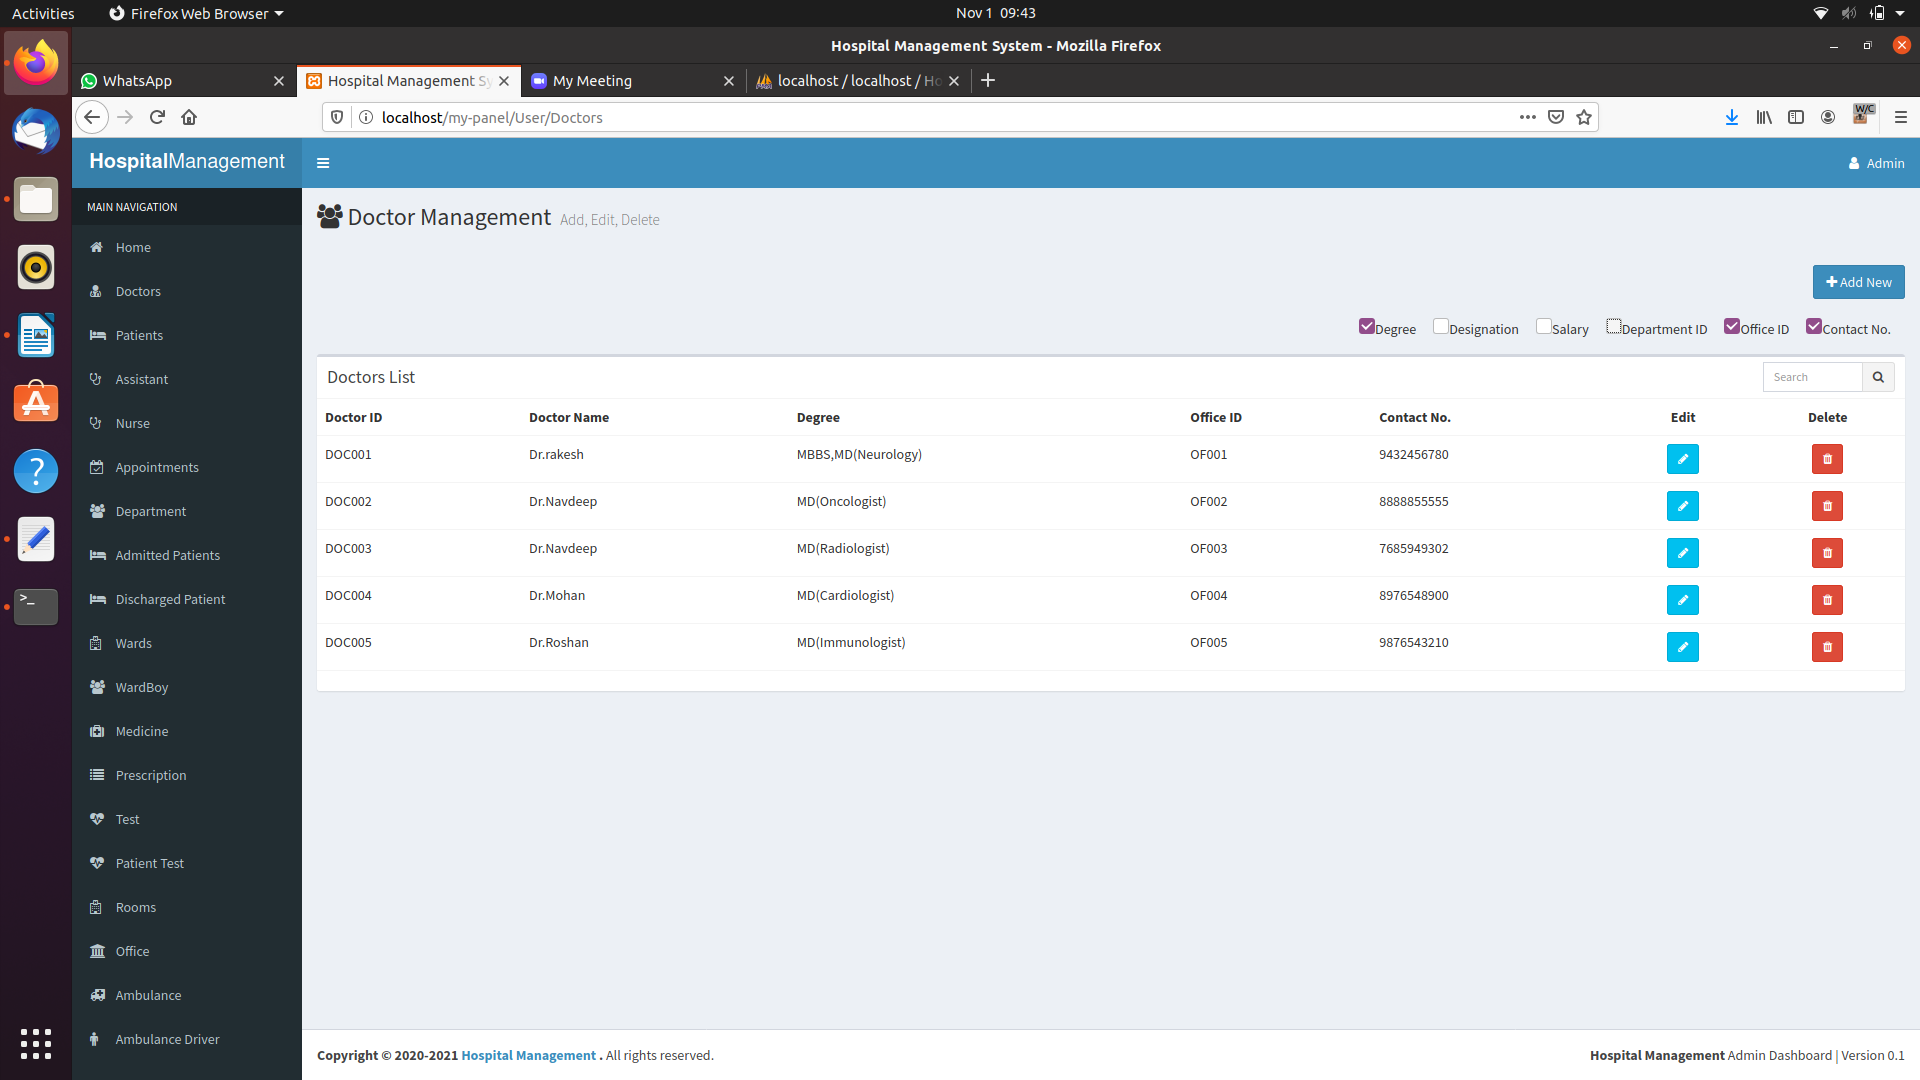 Activities Firefox Web Browser Nov 1 09:43
Hospital Management System - Mozilla Firefox
WhatsApp Hospital Management Sy My Meeting localhost / localhost / Ho
localhost/my-panel/User/Doctors W/C
HospitalManagement Admin
MAIN NAVIGATION
Home
Doctors
Patients
Assistant
Nurse
Appointments
Department
Admitted Patients
Discharged Patient
Wards
WardBoy
Medicine
Prescription
Test
Patient Test
Rooms
Office
Ambulance
Ambulance Driver
Doctor Management Add, Edit, Delete
Add New
Degree Designation Salary Department ID Office ID Contact No.
Doctors List Search
Doctor ID Doctor Name Degree Office ID Contact No. Edit Delete
DOC001 Dr.rakesh MBBS,MD(Neurology) OF001 9432456780
DOC002 Dr.Navdeep MD(Oncologist) OF002 8888855555
DOC003 Dr.Navdeep MD(Radiologist) OF003 7685949302
DOC004 Dr.Mohan MD(Cardiologist) OF004 8976548900
DOC005 Dr.Roshan MD(Immunologist) OF005 9876543210
Copyright © 2020-2021 Hospital Management . All rights reserved. Hospital Management Admin Dashboard | Version 0.1